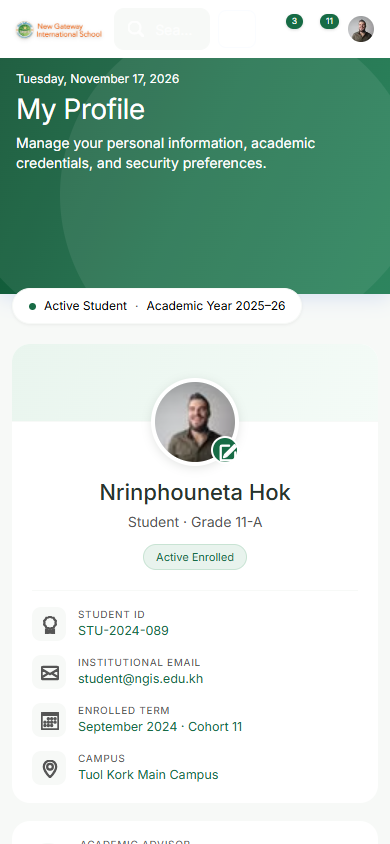 New Gateway
International School
3
11
Tuesday, November 17, 2026
My Profile
Manage your personal information, academic
credentials, and security preferences.
Active Student · Academic Year 2025–26
Nrinphouneta Hok
Student · Grade 11-A
Active Enrolled
STUDENT ID
STU-2024-089
INSTITUTIONAL EMAIL
student@ngis.edu.kh
ENROLLED TERM
September 2024 · Cohort 11
CAMPUS
Tuol Kork Main Campus
ACADEMIC ADVISOR